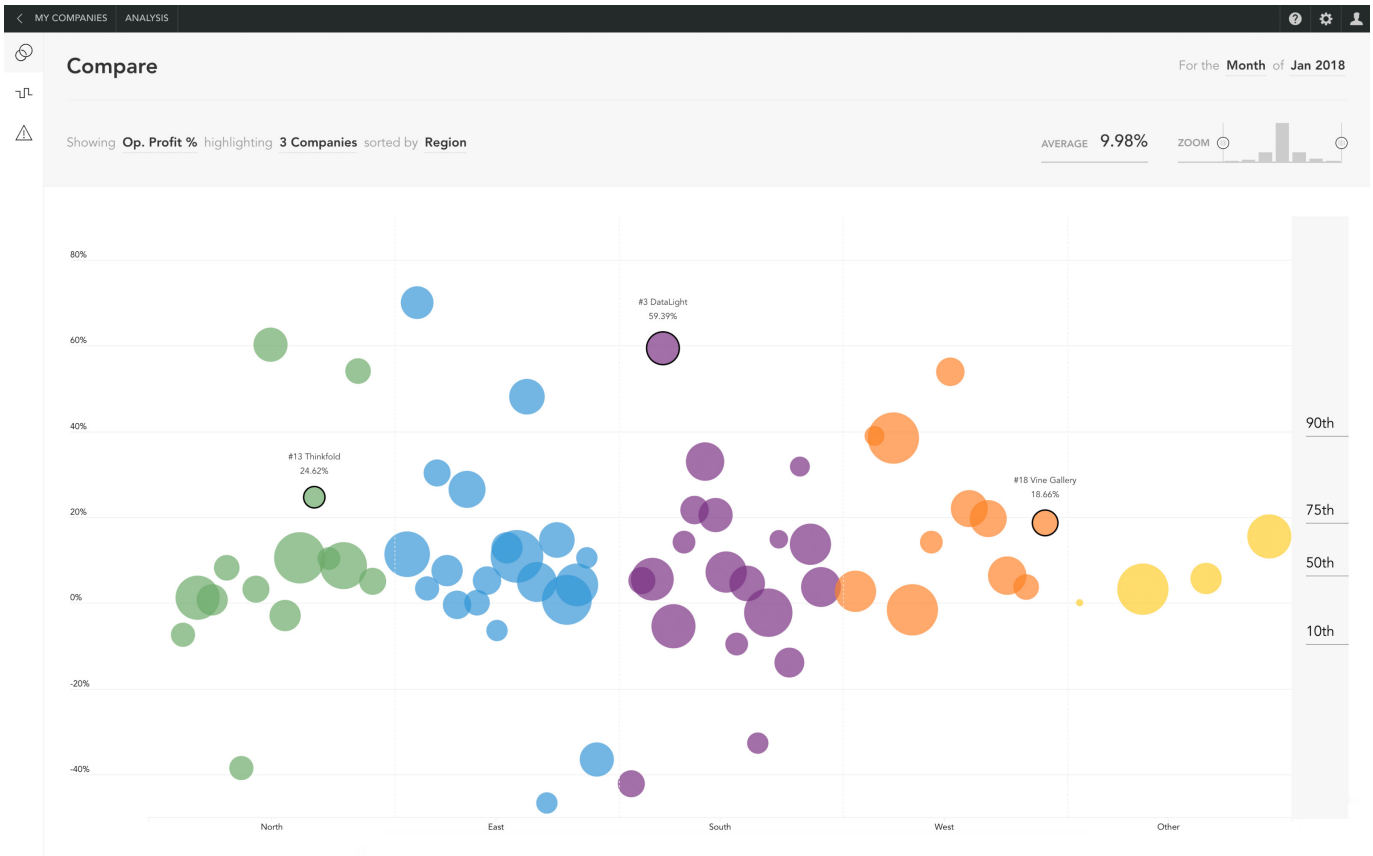 MY COMPANIES ANALYSIS
Compare
For the Month of Jan 2018
Showing Op. Profit % highlighting 3 Companies sorted by Region
AVERAGE 9.98% ZOOM
80%
60%
40%
20%
0%
-20%
-40%
#3 DataLight
59.39%
#13 Thinkfold
24.62%
#18 Vine Gallery
18.66%
90th
75th
50th
10th
North East South West Other